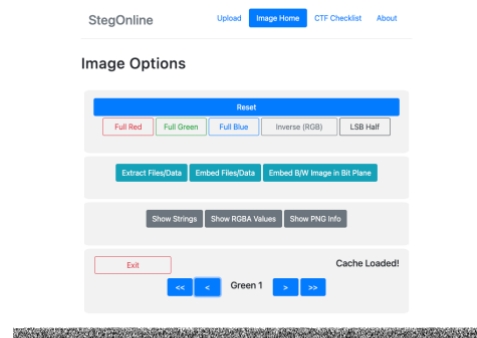 StegOnline Upload Image Home CTF Checklist About
Image Options
Reset
Full Red Full Green Full Blue Inverse (RGB) LSB Half
Extract Files/Data Embed Files/Data Embed B/W Image in Bit Plane
Show Strings Show RGBA Values Show PNG Info
Exit Cache Loaded!
<< < Green 1 > >>